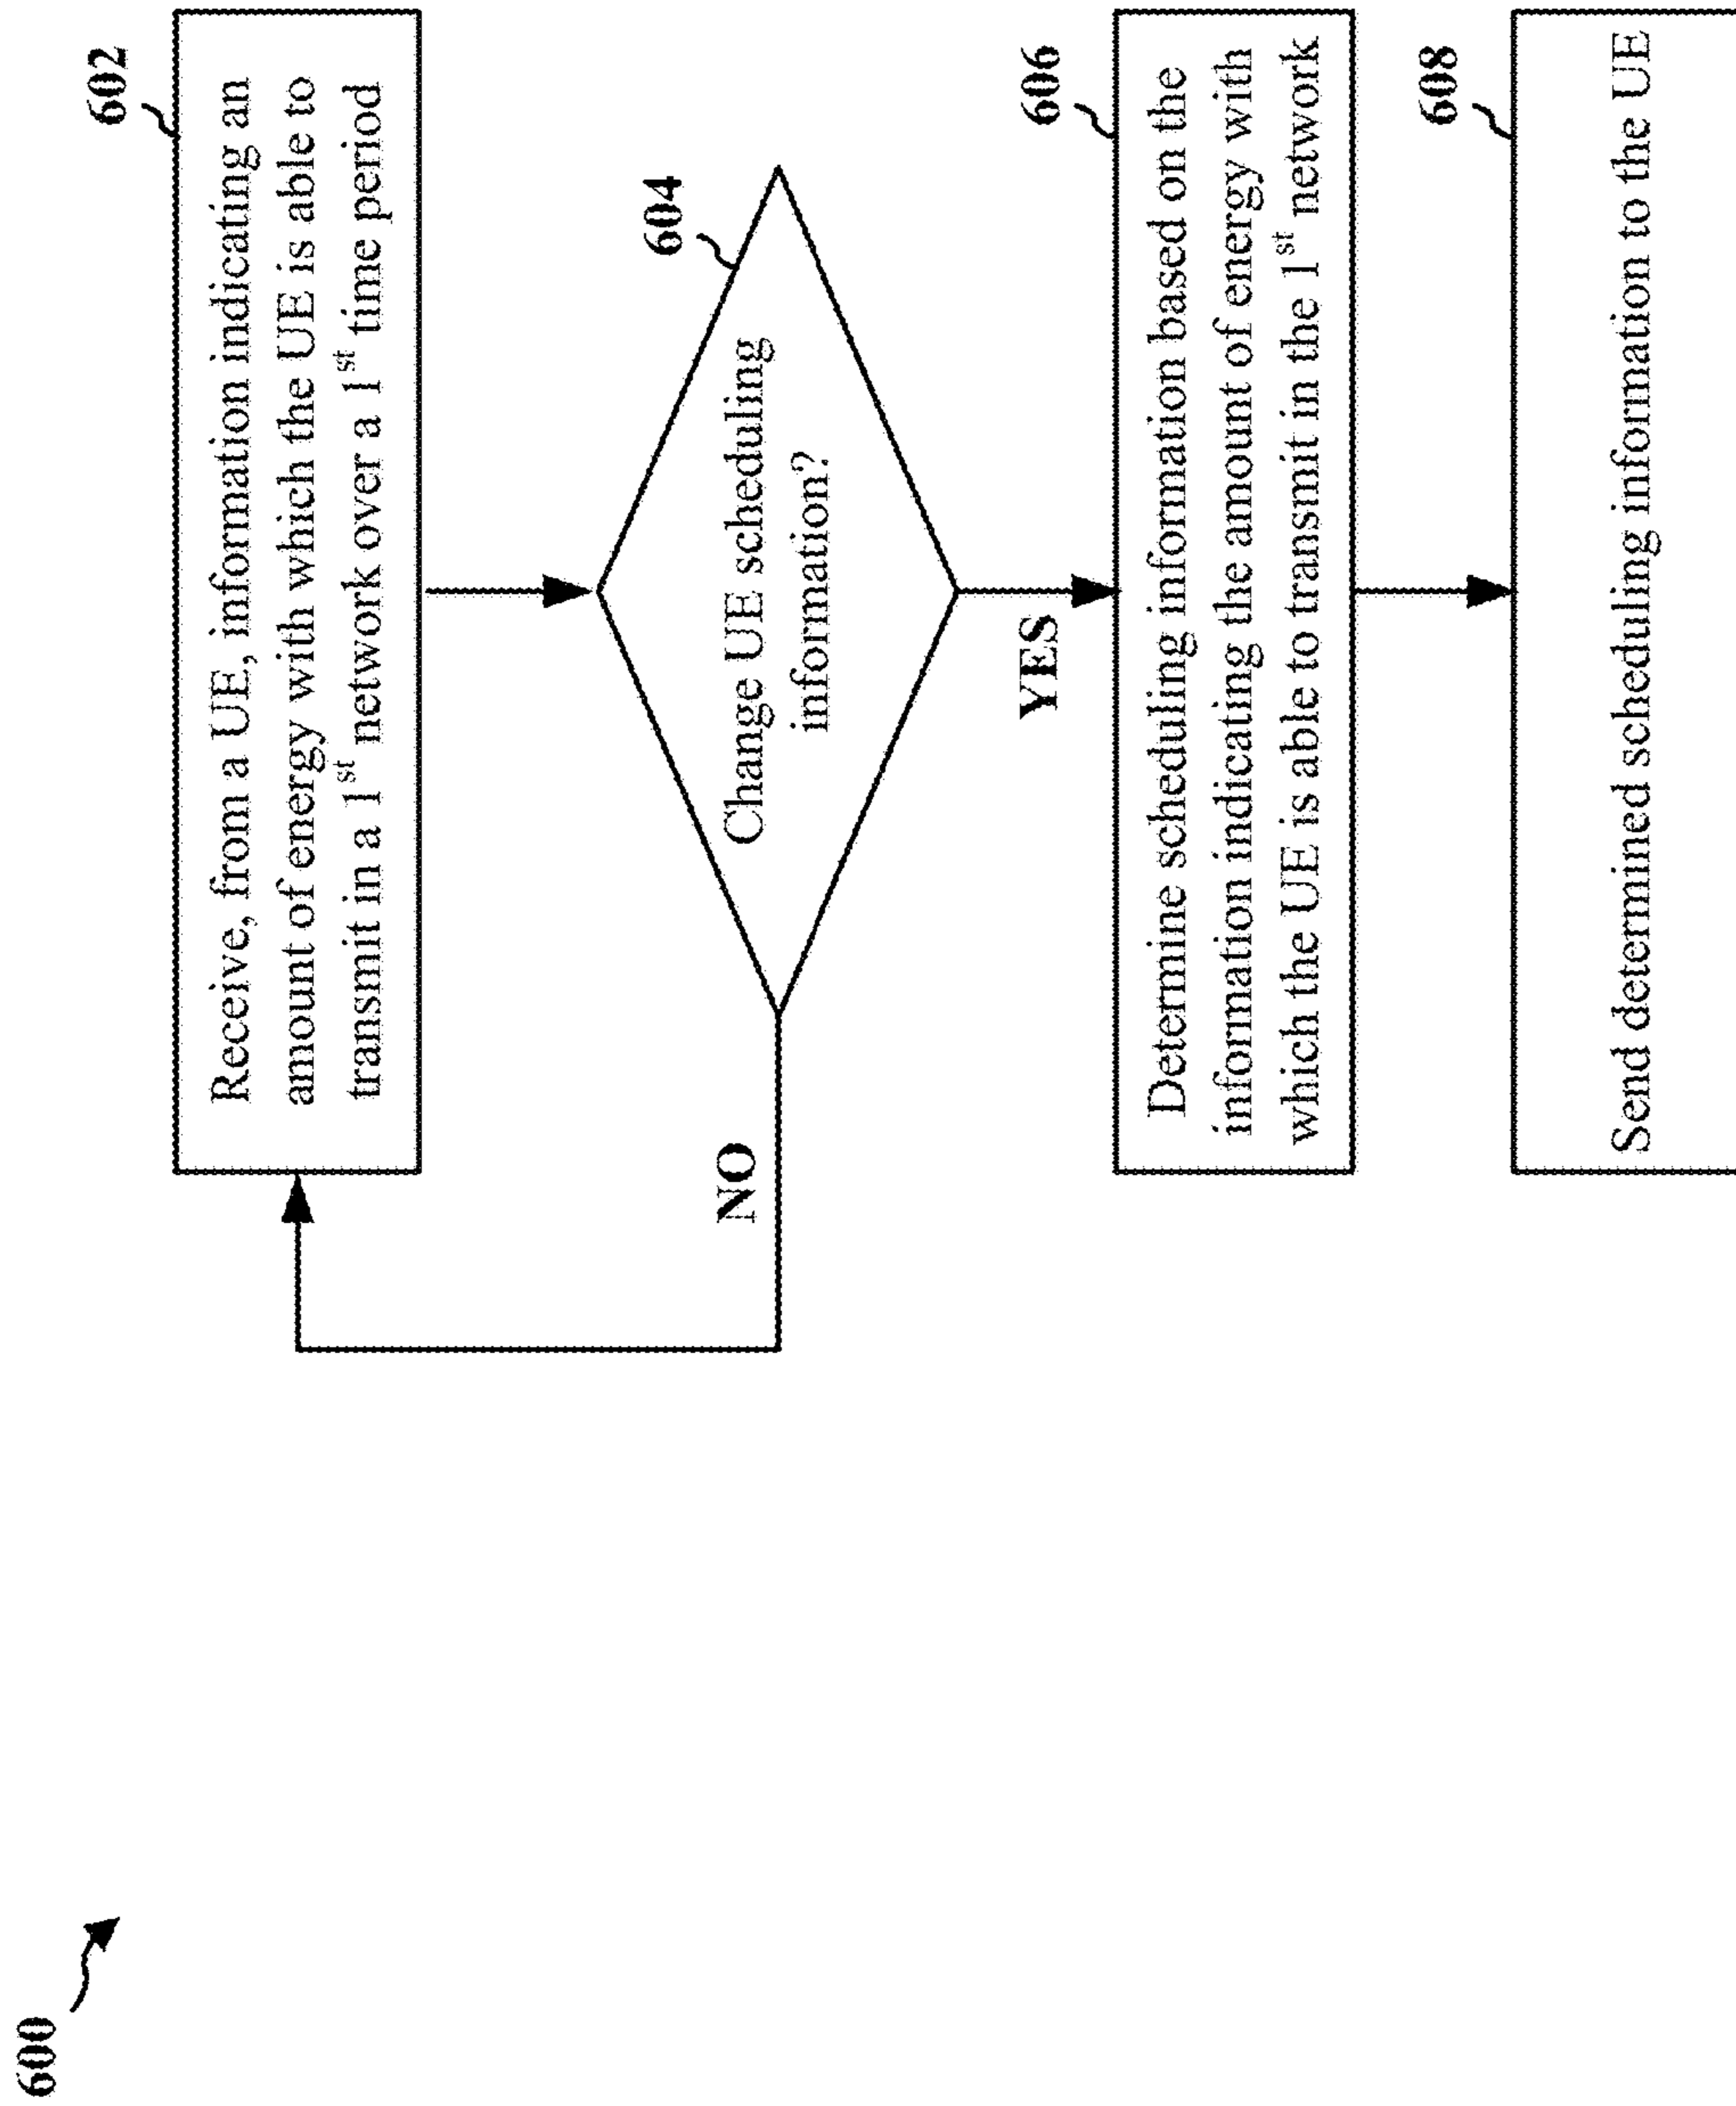 600
602
Receive, from a UE, information indicating an
amount of energy with which the UE is able to
transmit in a 1st network over a 1st time period
604
Change UE scheduling
information?
NO
YES
606
Determine scheduling information based on the
information indicating the amount of energy with
which the UE is able to transmit in the 1st network
608
Send determined scheduling information to the UE